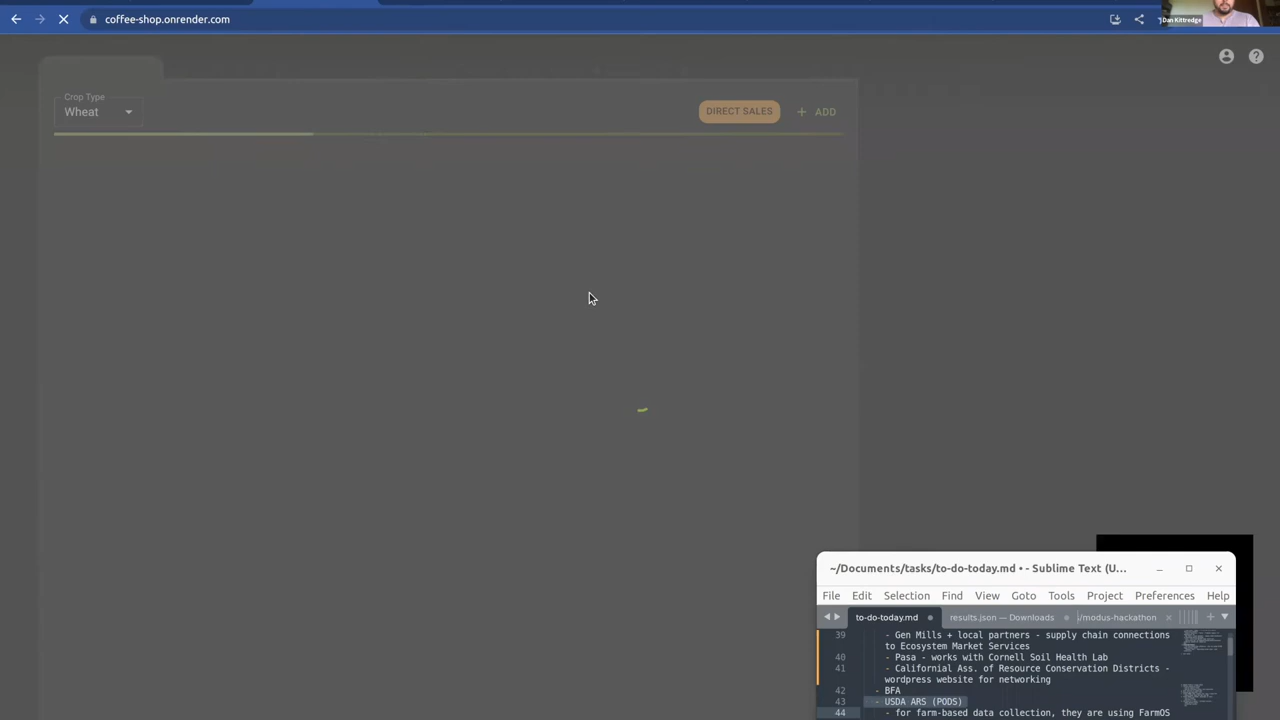 coffee-shop.onrender.com
Dan Kittredge
Crop Type
Wheat
DIRECT SALES
+ ADD
~/Documents/tasks/to-do-today.md • - Sublime Text (U...
File Edit Selection Find View Goto Tools Project Preferences Help
to-do-today.md results.json — Downloads /modus-hackathon
39 - Gen Mills + local partners - supply chain connections
to Ecosystem Market Services
40 - Pasa - works with Cornell Soil Health Lab
41 - Californial Ass. of Resource Conservation Districts -
wordpress website for networking
42 - BFA
43 - USDA ARS (PODS)
44 - for farm-based data collection, they are using FarmOS